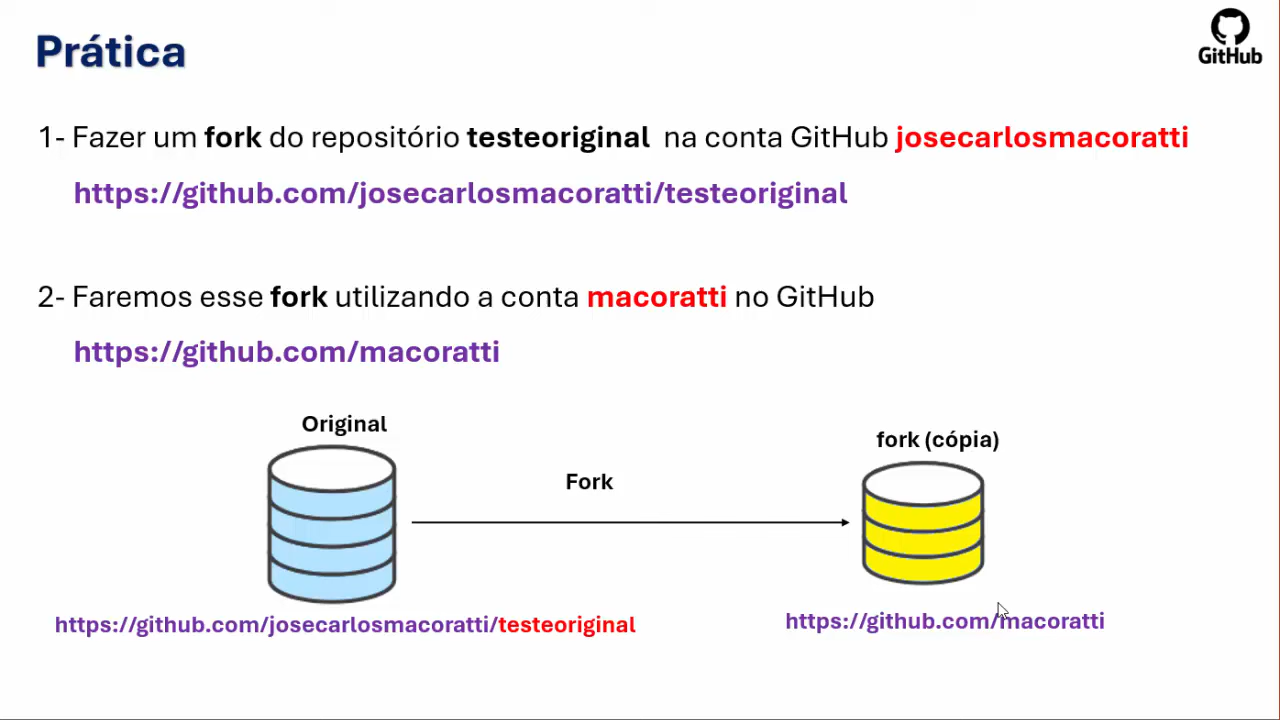 Prática
GitHub
1- Fazer um fork do repositório testeoriginal na conta GitHub josecarlosmacoratti
https://github.com/josecarlosmacoratti/testeoriginal
2- Faremos esse fork utilizando a conta macoratti no GitHub
https://github.com/macoratti
Original
fork (cópia)
Fork
https://github.com/josecarlosmacoratti/testeoriginal
https://github.com/macoratti